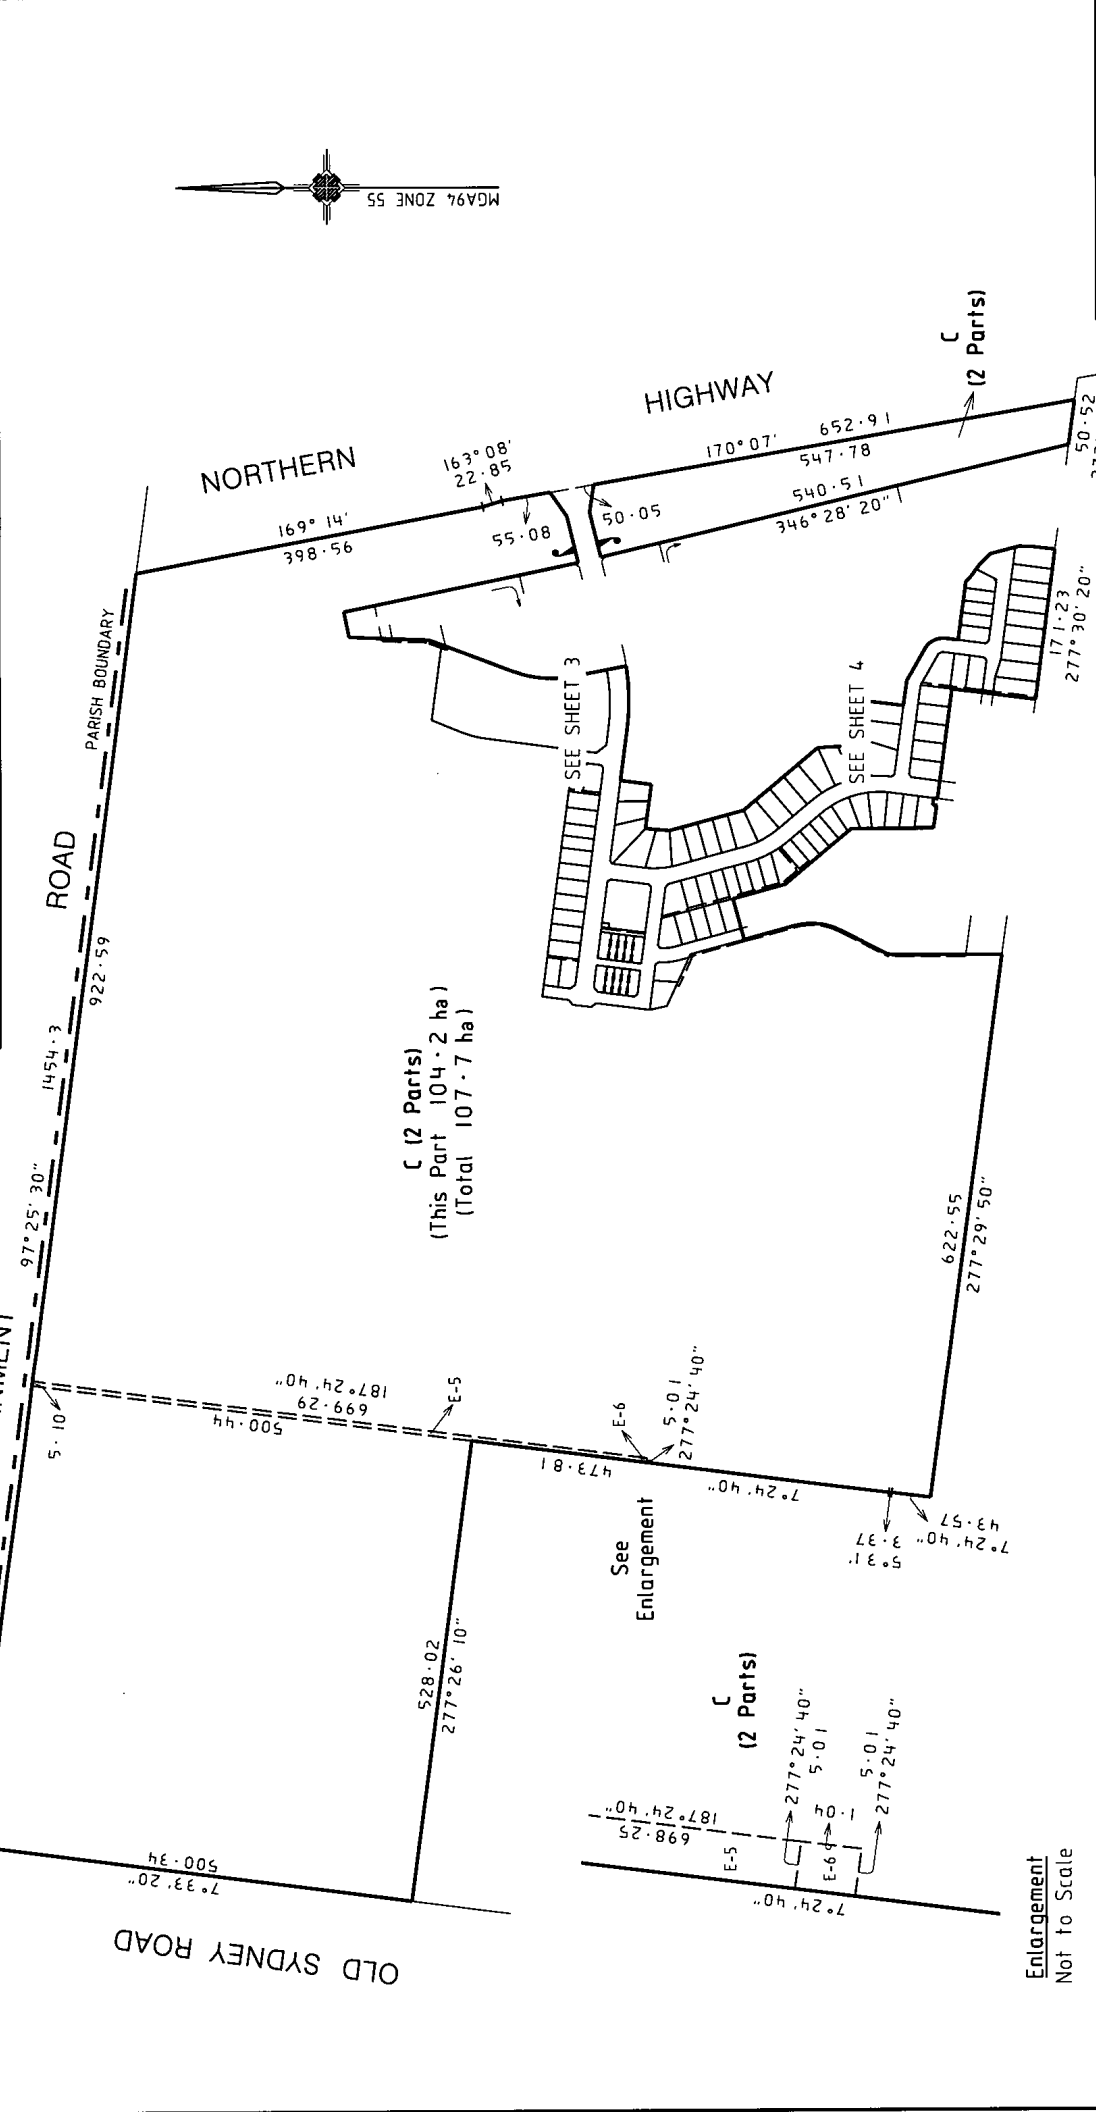 MGA94 ZONE 55
NORTHERN
HIGHWAY
169° 14'
398·56
163° 08'
22·85
55·08
50·05
170° 07'
652·91
547·78
540·51
346° 28' 20"
C
(2 Parts)
50·52
PARISH BOUNDARY
ROAD
922·59
1454·3
97° 25' 30"
SEE SHEET 3
SEE SHEET 4
171·23
277° 30' 20"
C (2 Parts)
(This Part 104·2 ha)
(Total 107·7 ha)
622·55
277° 29' 50"
5·10
187° 24' 40"
699·29
500·44
E-5
E-6
5·01
277° 24' 40"
473·81
7° 24' 40"
5° 31'
3·37
7° 24' 40"
43·57
See
Enlargement
528·02
277° 26' 10"
500·34
7° 33' 20"
OLD SYDNEY ROAD
C
(2 Parts)
187° 24' 40"
698·25
277° 24' 40"
5·01
1·04
5·01
277° 24' 40"
E-5
E-6
7° 24' 40"
Enlargement
Not to Scale